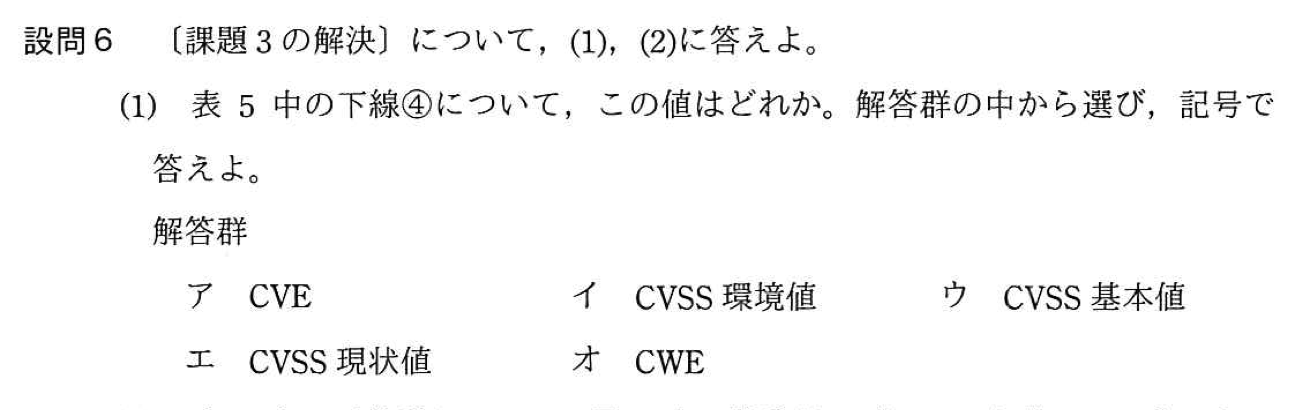 設問6 〔課題3の解決〕について，(1)，(2)に答えよ。
(1) 表 5 中の下線④について，この値はどれか。解答群の中から選び，記号で
答えよ。
解答群
ア CVE イ CVSS 環境値 ウ CVSS 基本値
エ CVSS 現状値 オ CWE